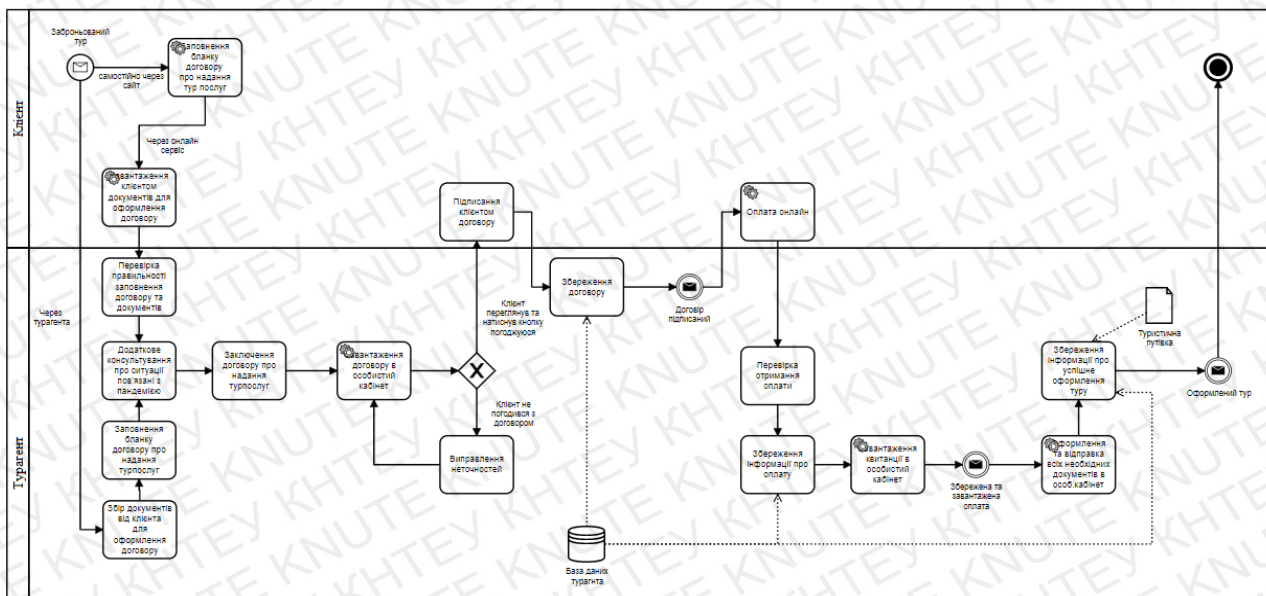 Клієнт
Заброньований
тур
самостійно через
сайт
Заповнення
бланку
договору
про надання
тур послуг
Через онлайн
сервіс
Завантаження
клієнтом
документів для
оформлення
договору
Підписання
клієнтом
договору
Оплата онлайн
Турагент
Через
турагента
Перевірка
правильності
заповнення
договору та
документів
Додаткове
консультування
про ситуації
пов'язані з
пандемією
Заповнення
бланку
договору про
надання
турпослуг
Збір документів
від клієнта
для
оформлення
договору
Заключення
договору про
надання
турпослуг
Завантаження
договору в
особистий
кабінет
Клієнт
переглянув та
натиснув кнопку
погоджуюся
X
Клієнт не
погодився з
договором
Виправлення
неточностей
Збереження
договору
Договір
підписаний
База даних
турагнта
Перевірка
отримання
оплати
Збереження
інформації про
оплату
Завантаження
квитанції в
особистий
кабінет
Збережена та
завантажена
оплата
Оформлення
та відправка
всіх необхідних
документів в
особ.кабінет
Збереження
інформації про
успішне
оформлення
туру
Туристична
путівка
Оформлений тур
КНТЕУ KNUTE